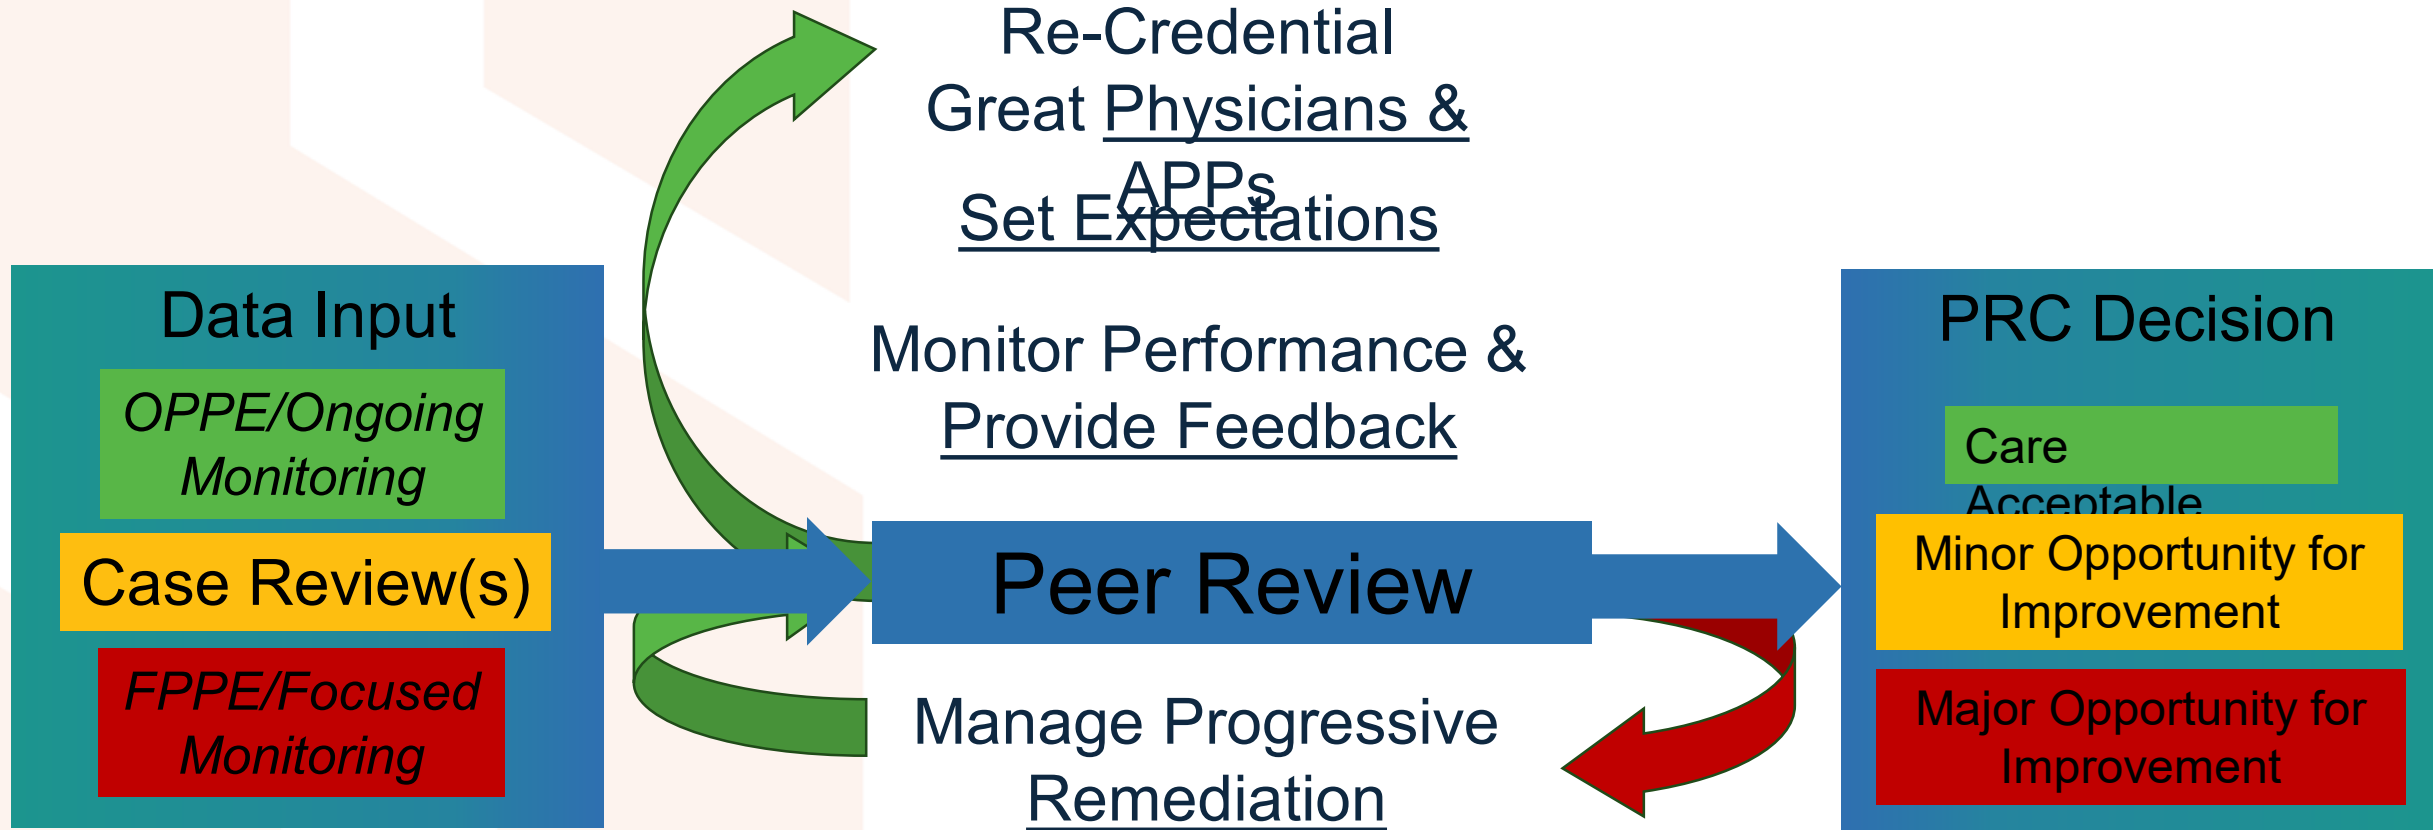 Re-Credential
Great Physicians &
APPs
Set Expectations
Monitor Performance &
Provide Feedback
Data Input
OPPE/Ongoing
Monitoring
Case Review(s)
FPPE/Focused
Monitoring
Peer Review
Manage Progressive
Remediation
PRC Decision
Care
Acceptable
Minor Opportunity for
Improvement
Major Opportunity for
Improvement